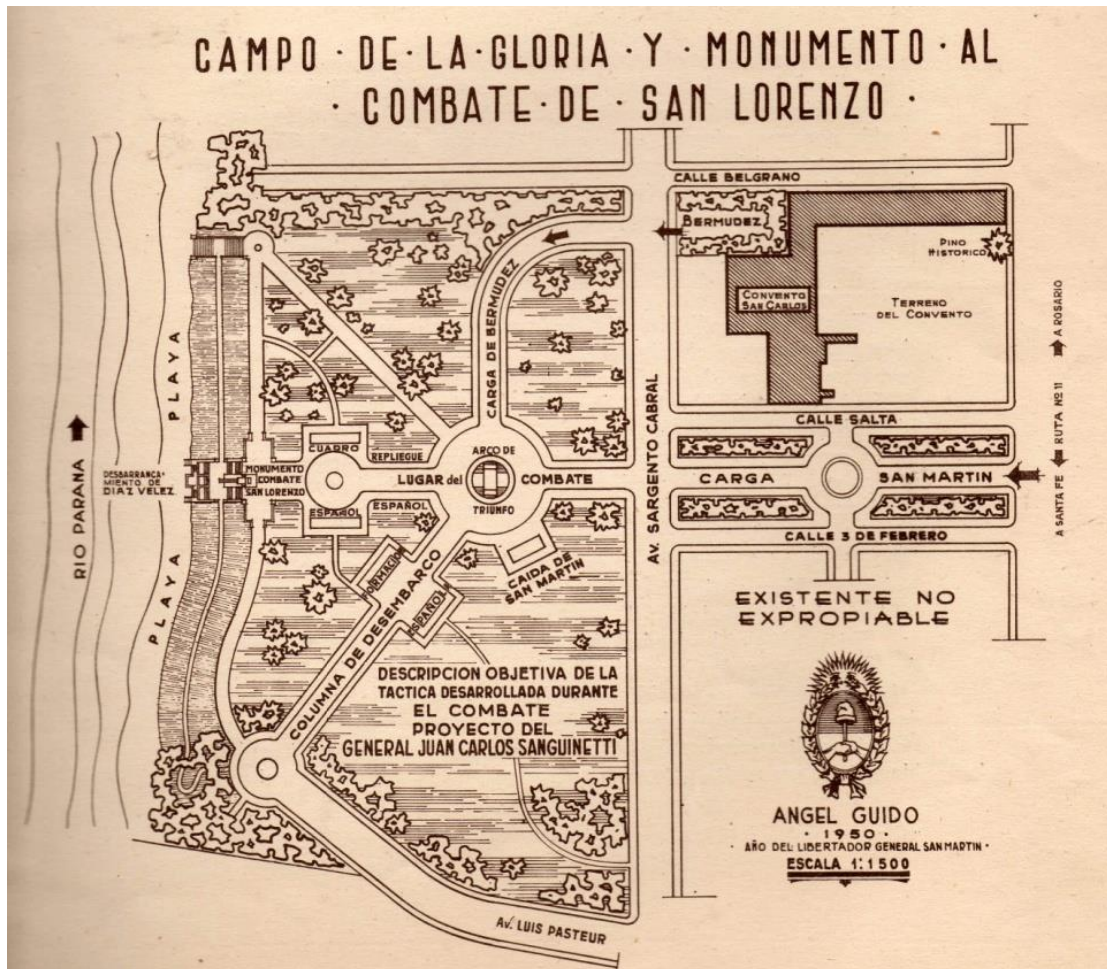 CAMPO · DE · LA · GLORIA · Y · MONUMENTO · AL
· COMBATE · DE · SAN LORENZO ·
CALLE BELGRANO
BERMUDEZ
PINO
HISTORICO
CONVENTO
SAN CARLOS
TERRENO
DEL CONVENTO
CARGA DE BERMUDEZ
AV. SARGENTO CABRAL
A SANTA FE
RUTA Nº 11
A ROSARIO
PLAYA
PLAYA
RIO PARANA
CALLE SALTA
CUADRO
REPLIEGUE
ARCO DE
TRIUNFO
DESBARRANCA-
MIENTO DE
DIAZ VELEZ
MONUMENTO
COMBATE
SAN LORENZO
LUGAR del COMBATE
CARGA SAN MARTIN
ESPAÑOL
ESPAÑOL
CALLE 3 DE FEBRERO
CAIDA DE
SAN MARTIN
FORMACION
ESPAÑOL
COLUMNA DE DESEMBARCO
EXISTENTE NO
EXPROPIABLE
DESCRIPCION OBJETIVA DE LA
TACTICA DESARROLLADA DURANTE
EL COMBATE
PROYECTO DEL
GENERAL JUAN CARLOS SANGUINETTI
ANGEL GUIDO
· 1950 ·
· AÑO DEL LIBERTADOR GENERAL SAN MARTIN ·
ESCALA 1:1500
AV. LUIS PASTEUR